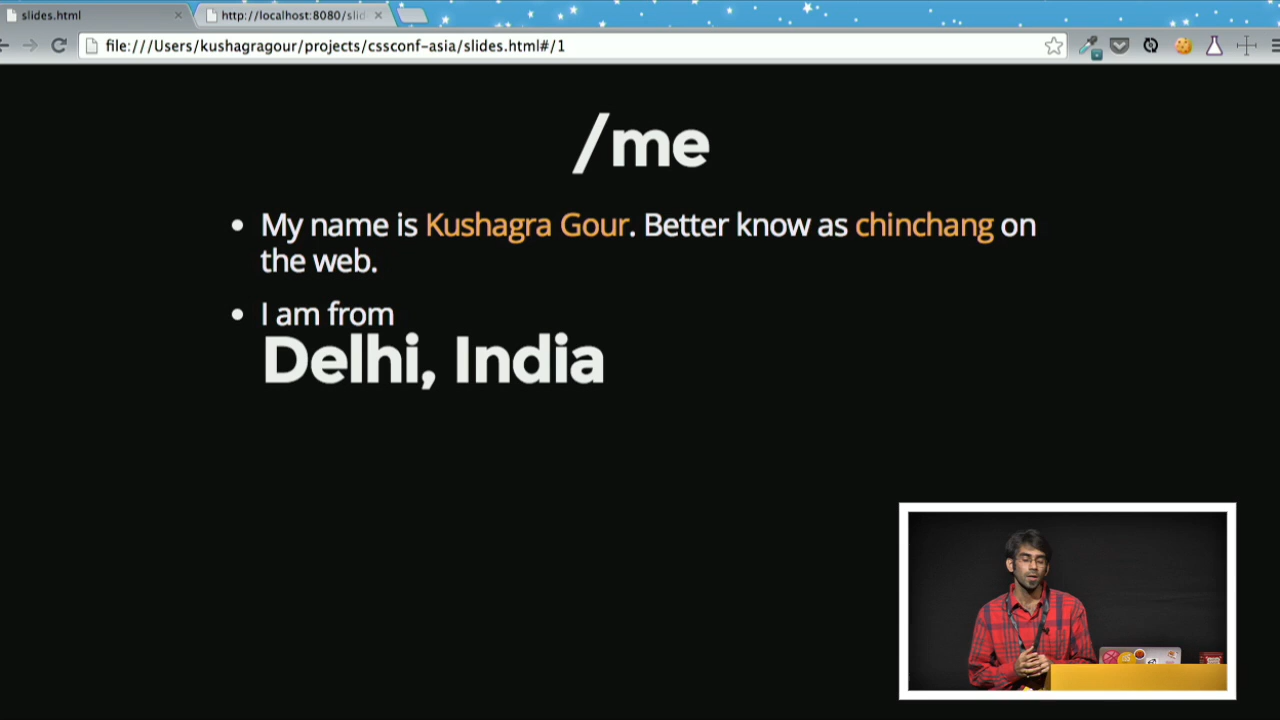 slides.html
http://localhost:8080/slid
file:///Users/kushagragour/projects/cssconf-asia/slides.html#/1
/me
My name is Kushagra Gour. Better know as chinchang on
the web.
I am from
Delhi, India